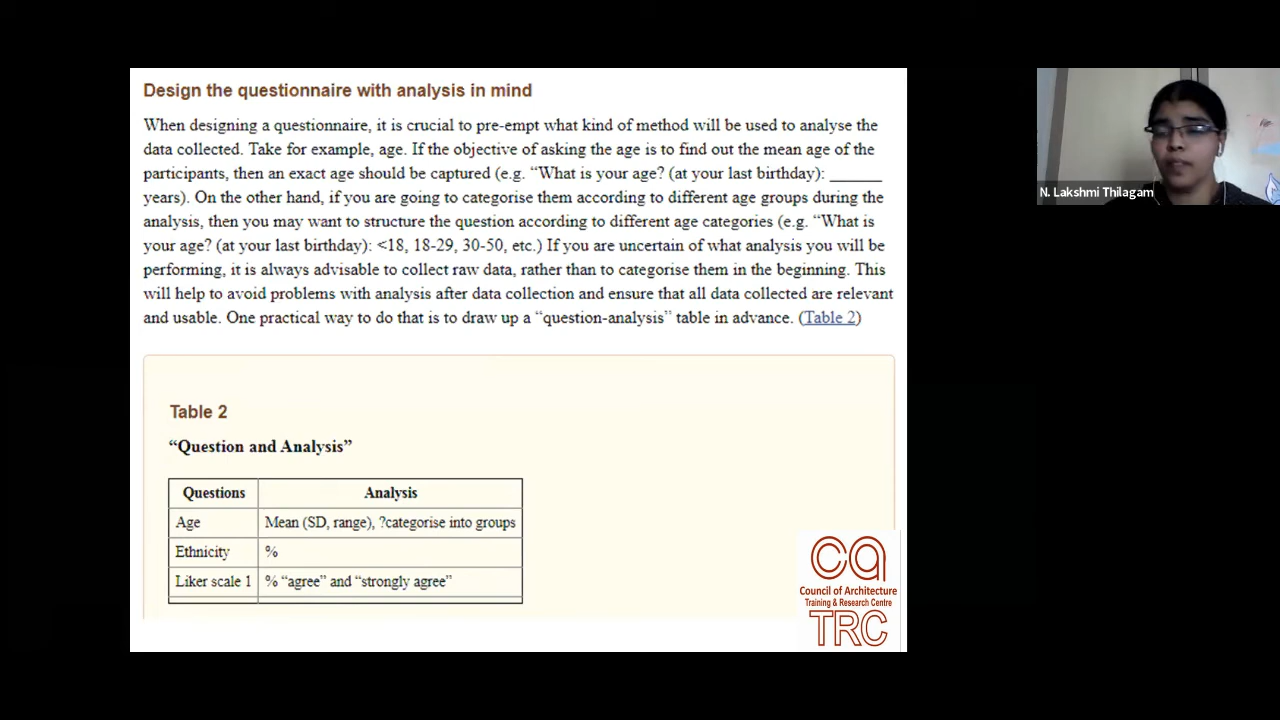 Design the questionnaire with analysis in mind
When designing a questionnaire, it is crucial to pre-empt what kind of method will be used to analyse the
data collected. Take for example, age. If the objective of asking the age is to find out the mean age of the
participants, then an exact age should be captured (e.g. “What is your age? (at your last birthday): ______
years). On the other hand, if you are going to categorise them according to different age groups during the
analysis, then you may want to structure the question according to different age categories (e.g. “What is
your age? (at your last birthday): <18, 18-29, 30-50, etc.) If you are uncertain of what analysis you will be
performing, it is always advisable to collect raw data, rather than to categorise them in the beginning. This
will help to avoid problems with analysis after data collection and ensure that all data collected are relevant
and usable. One practical way to do that is to draw up a “question-analysis” table in advance. (Table 2)
Table 2
“Question and Analysis”
Questions Analysis
Age Mean (SD, range), ?categorise into groups
Ethnicity %
Liker scale 1 % “agree” and “strongly agree”
ca
Council of Architecture
Training & Research Centre
TRC
N. Lakshmi Thilagam